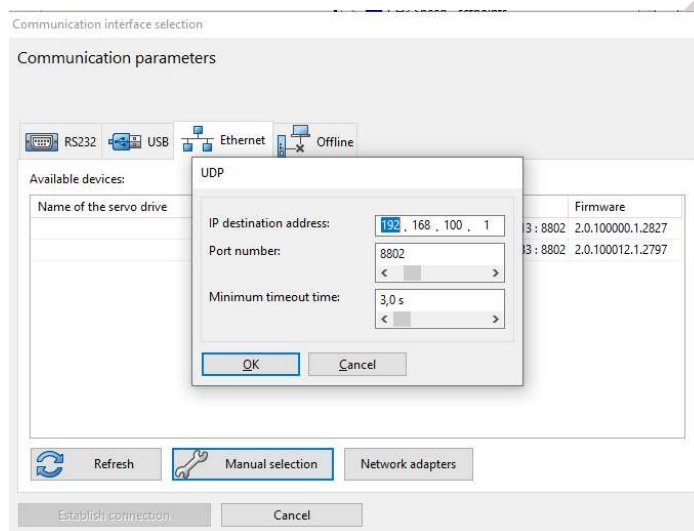 Communication interface selection
Communication parameters
RS232 USB Ethernet Offline
Available devices:
UDP
Name of the servo drive
Firmware
IP destination address:
192 . 168 . 100 . 1
3 : 8802 2.0.100000.1.2827
Port number:
8802
33 : 8802 2.0.100012.1.2797
Minimum timeout time:
3,0 s
OK Cancel
Refresh Manual selection Network adapters
Establish connection Cancel